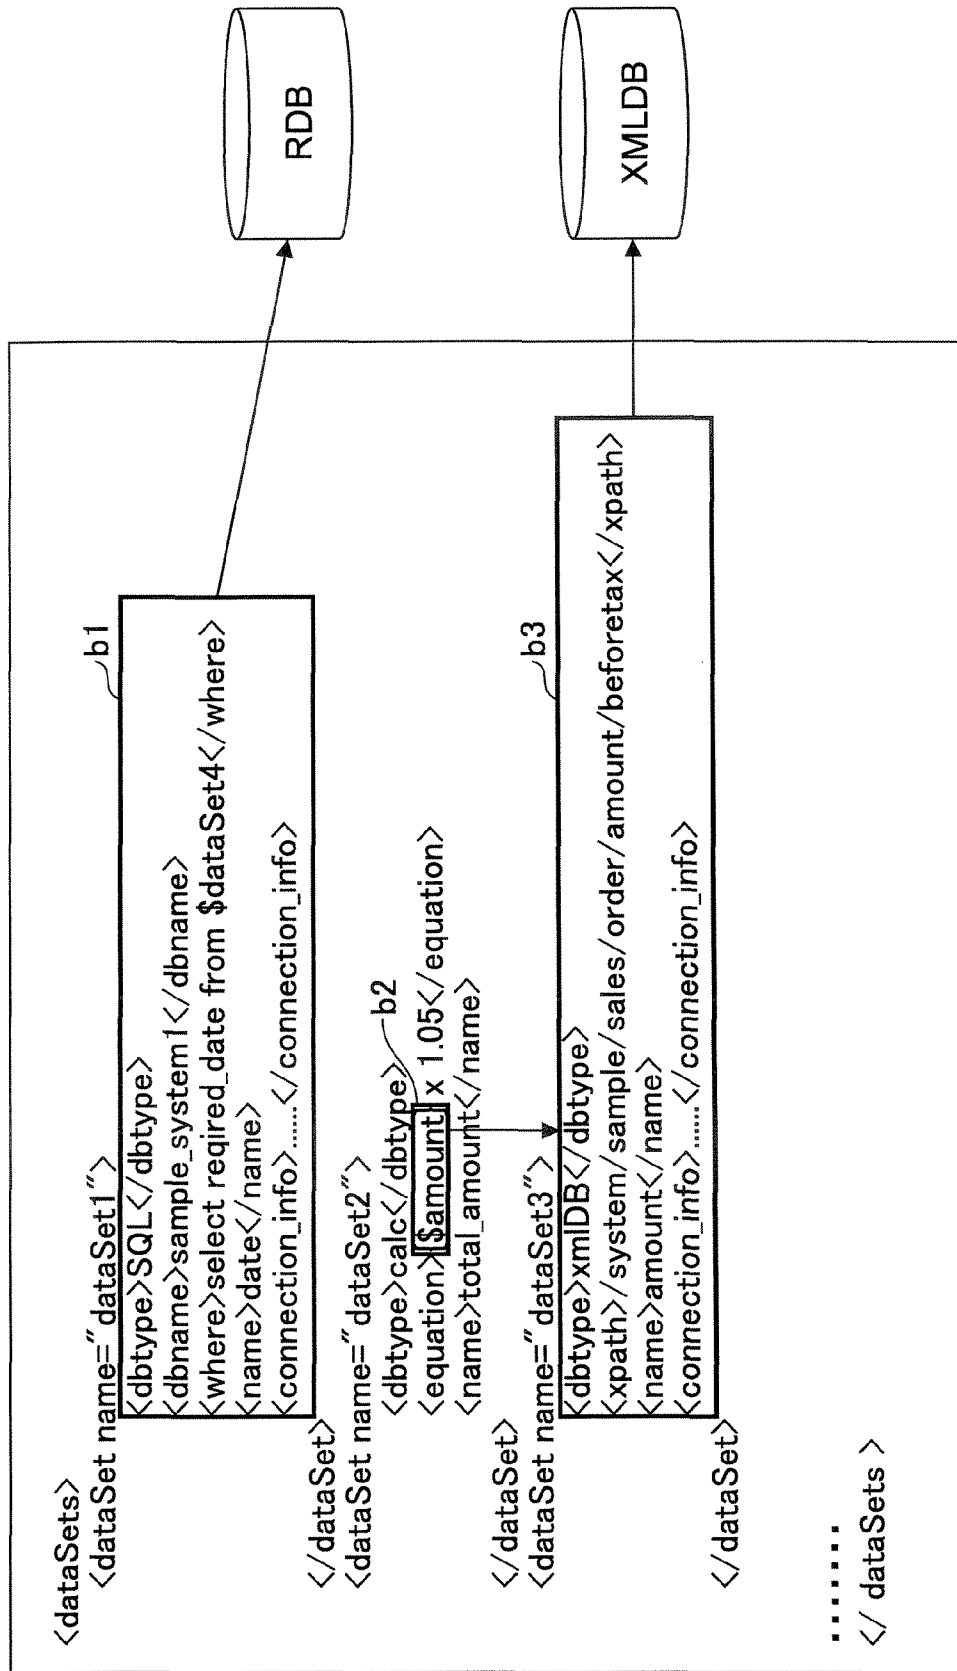 <dataSets>
<dataSet name="dataSet1">
b1
<dbtype>SQL</dbtype>
<dbname>sample_system1</dbname>
<where>select reqired_date from $dataSet4</where>
<name>date</name>
<connection_info>......</connection_info>
</dataSet>
<dataSet name="dataSet2">
b2
<dbtype>calc</dbtype>
<equation>$amount x 1.05</equation>
<name>total_amount</name>
</dataSet>
<dataSet name="dataSet3">
b3
<dbtype>xmlDB</dbtype>
<xpath>/system/sample/sales/order/amount/beforetax</xpath>
<name>amount</name>
<connection_info>......</connection_info>
</dataSet>
.......
</ dataSets >
RDB
XMLDB